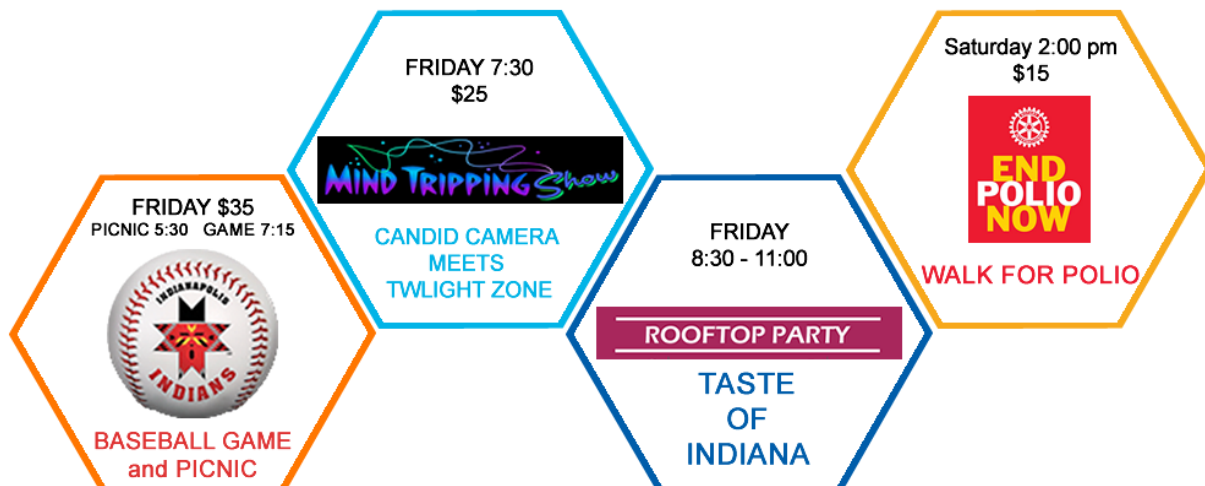 FRIDAY $35
PICNIC 5:30 GAME 7:15
INDIANAPOLIS
INDIANS
BASEBALL GAME
and PICNIC
FRIDAY 7:30
$25
MIND TRIPPING Show
CANDID CAMERA
MEETS
TWLIGHT ZONE
FRIDAY
8:30 - 11:00
ROOFTOP PARTY
TASTE
OF
INDIANA
Saturday 2:00 pm
$15
END
POLIO
NOW
WALK FOR POLIO